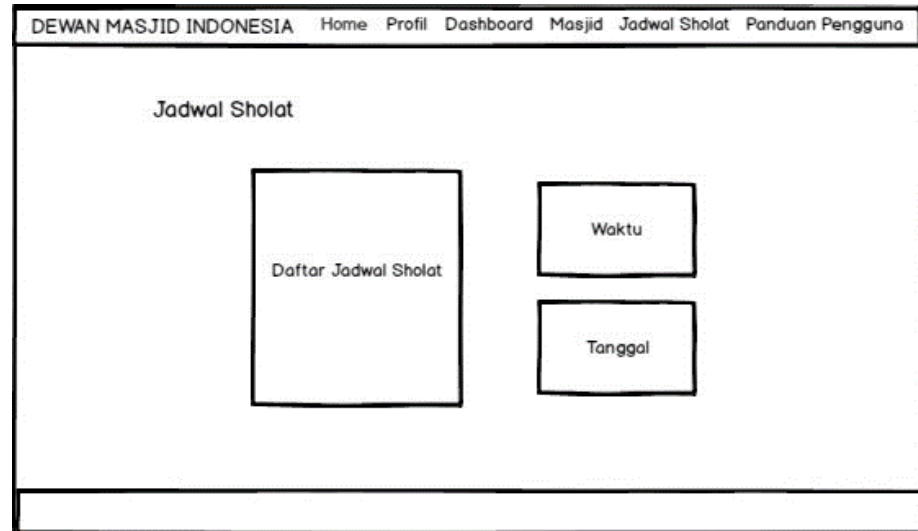 DEWAN MASJID INDONESIA Home Profil Dashboard Masjid Jadwal Sholat Panduan Pengguna
Jadwal Sholat
Daftar Jadwal Sholat
Waktu
Tanggal